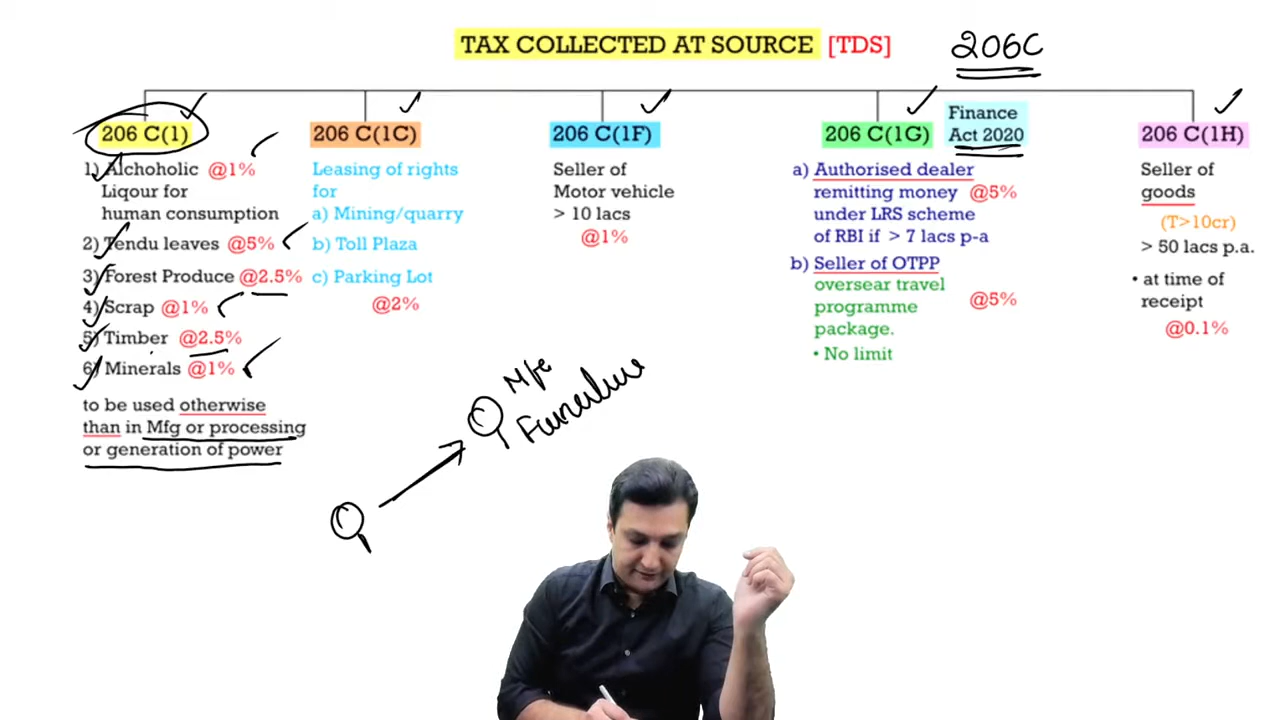 TAX COLLECTED AT SOURCE [TDS]
206C
206 C(1)
1) Alchoholic @1%
Liqour for
human consumption
2) Tendu leaves @5%
3) Forest Produce @2.5%
4) Scrap @1%
5) Timber @2.5%
6) Minerals @1%
to be used otherwise
than in Mfg or processing
or generation of power
206 C(1C)
Leasing of rights
for
a) Mining/quarry
b) Toll Plaza
c) Parking Lot
@2%
206 C(1F)
Seller of
Motor vehicle
> 10 lacs
@1%
206 C(1G)
Finance
Act 2020
a) Authorised dealer
remitting money @5%
under LRS scheme
of RBI if > 7 lacs p-a
b) Seller of OTPP
oversear travel
programme @5%
package.
• No limit
206 C(1H)
Seller of
goods
(T>10cr)
> 50 lacs p.a.
• at time of
receipt
@0.1%